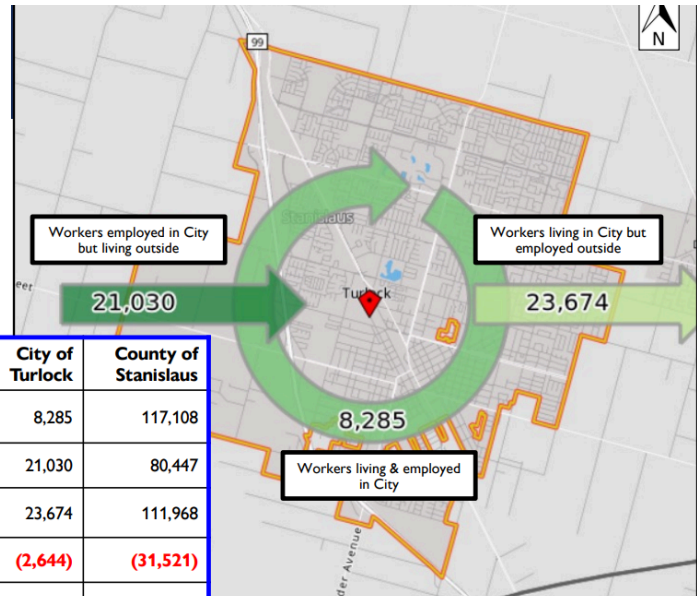 99
N
Workers employed in City
but living outside
Stanislaus
Workers living in City but
employed outside
21,030
Turlock
23,674
8,285
Workers living & employed
in City
City of
Turlock
County of
Stanislaus
8,285
117,108
21,030
80,447
23,674
111,968
(2,644)
(31,521)
Avenue